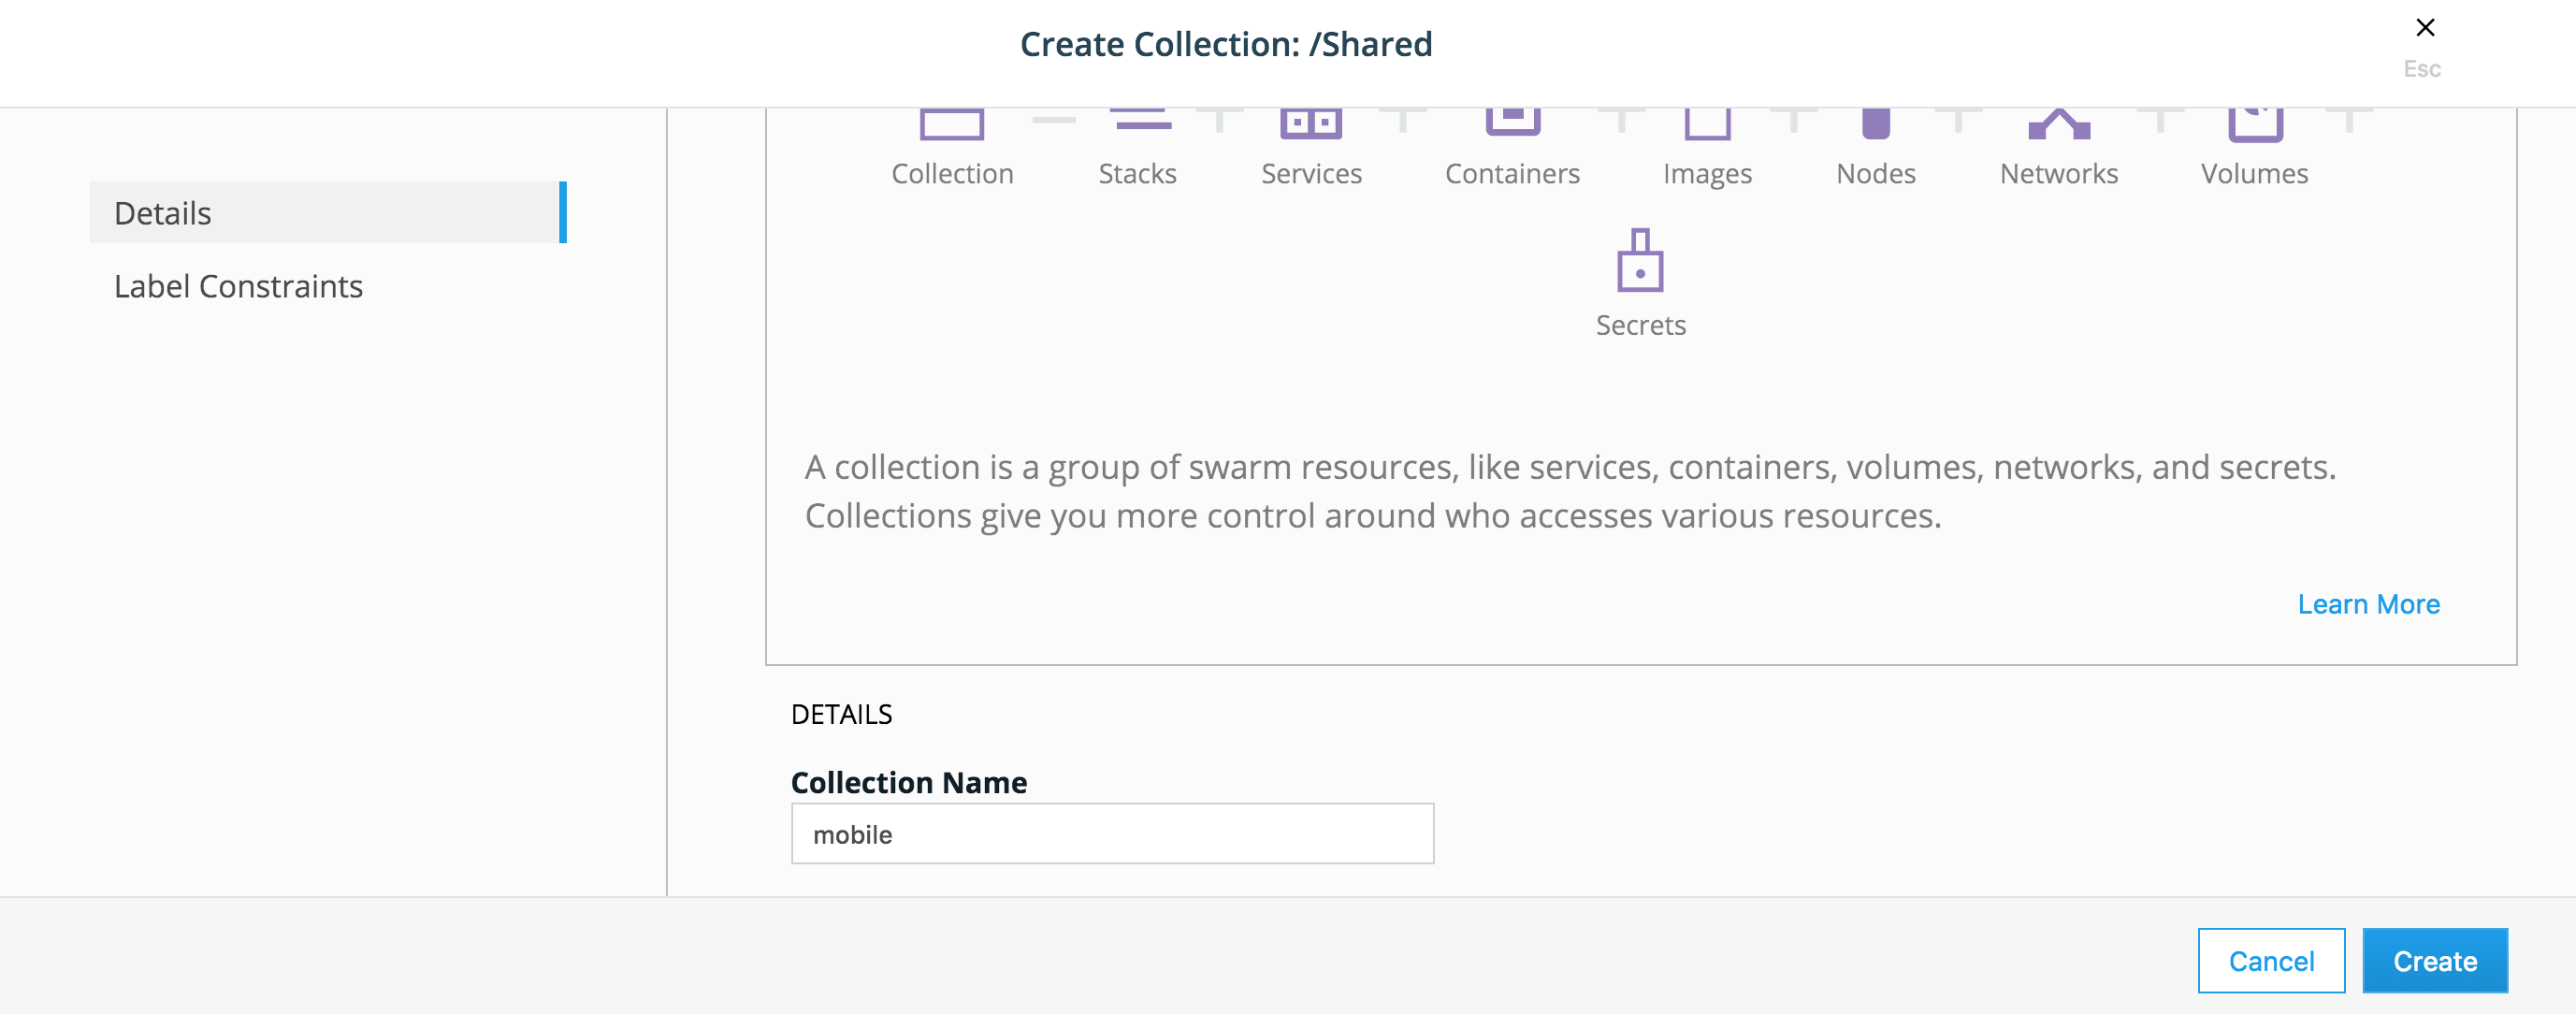 Create Collection: /Shared
Esc
Details
Label Constraints
Collection Stacks Services Containers Images Nodes Networks Volumes
Secrets
A collection is a group of swarm resources, like services, containers, volumes, networks, and secrets.
Collections give you more control around who accesses various resources.
Learn More
DETAILS
Collection Name
mobile
Cancel Create